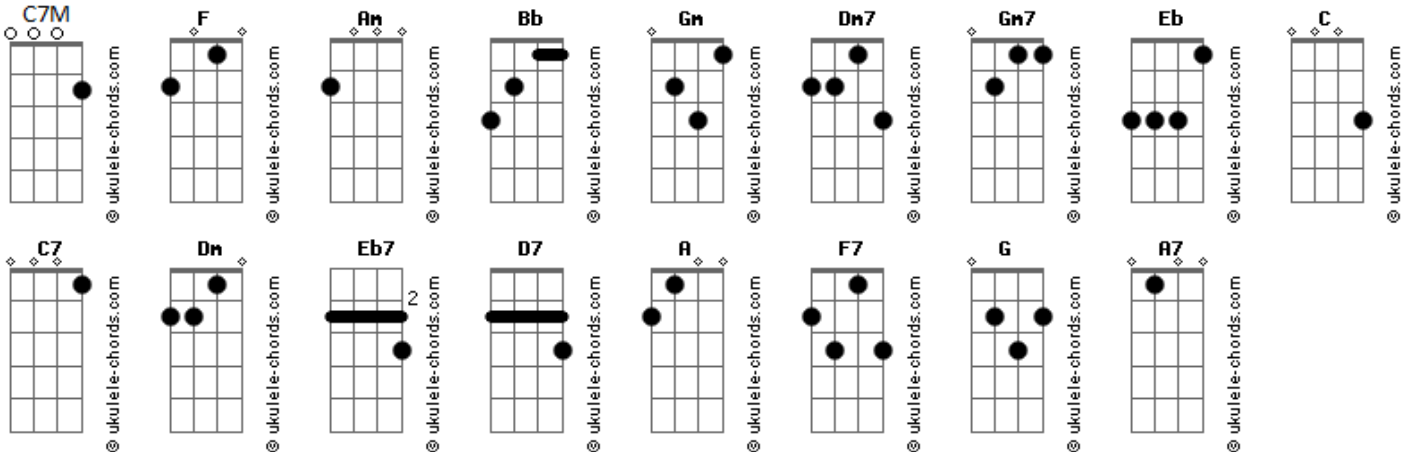 C7M F Am Bb Gm Dm7 Gm7 Eb C
© ukulele-chords.com © ukulele-chords.com © ukulele-chords.com © ukulele-chords.com © ukulele-chords.com © ukulele-chords.com © ukulele-chords.com © ukulele-chords.com © ukulele-chords.com
C7 Dm Eb7 D7 A F7 G A7
2
© ukulele-chords.com © ukulele-chords.com © ukulele-chords.com © ukulele-chords.com © ukulele-chords.com © ukulele-chords.com © ukulele-chords.com © ukulele-chords.com